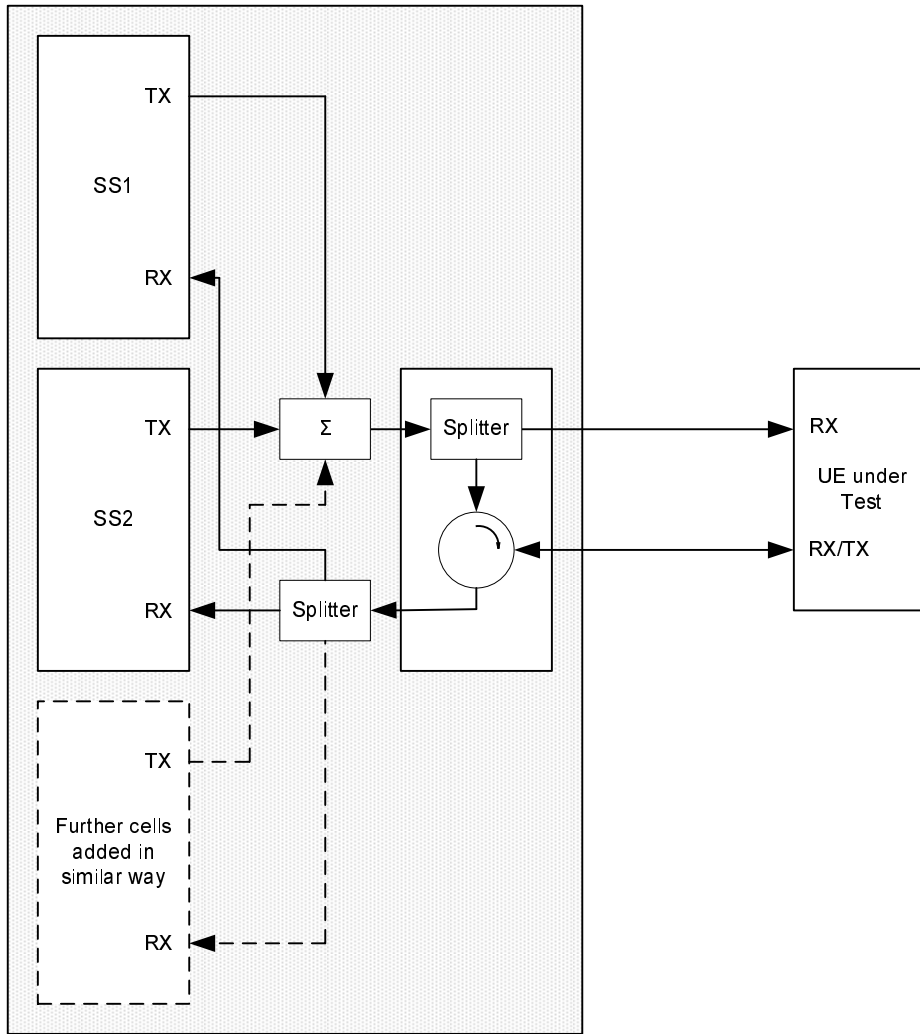 TX
SS1
RX
TX
Σ
Splitter
RX
SS2
UE under
Test
RX/TX
RX
Splitter
TX
Further cells
added in
similar way
RX